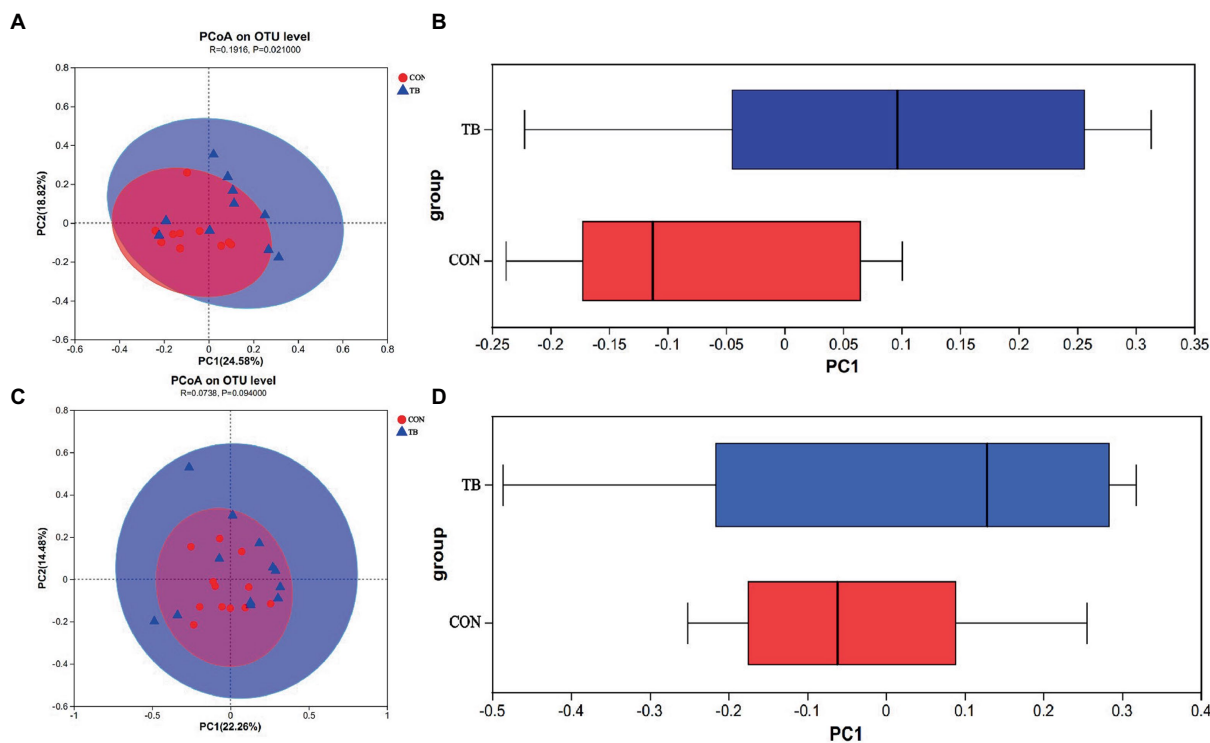 A
PCoA on OTU level
R=0.1916, P=0.021000
0.8
0.6
0.4
0.2
0
-0.2
-0.4
-0.6
PC2(18.82%)
-0.6 -0.4 -0.2 0 0.2 0.4 0.6 0.8
PC1(24.58%)
CON
TB
B
TB
CON
group
-0.25 -0.2 -0.15 -0.1 -0.05 0 0.05 0.1 0.15 0.2 0.25 0.3 0.35
PC1
C
PCoA on OTU level
R=0.0738, P=0.094000
0.8
0.6
0.4
0.2
0
-0.2
-0.4
-0.6
PC2(14.48%)
-1 -0.5 0 0.5 1
PC1(22.26%)
CON
TB
D
TB
CON
group
-0.5 -0.4 -0.3 -0.2 -0.1 0 0.1 0.2 0.3 0.4
PC1